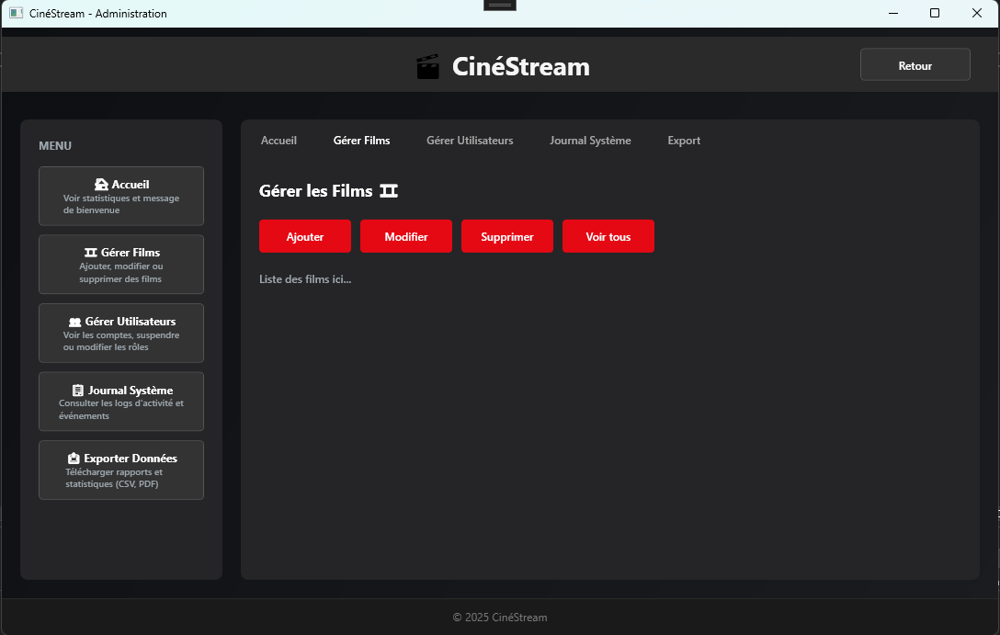 CinéStream - Administration
CinéStream
Retour
MENU
Accueil
Voir statistiques et message
de bienvenue
Gérer Films
Ajouter, modifier ou
supprimer des films
Gérer Utilisateurs
Voir les comptes, suspendre
ou modifier les rôles
Journal Système
Consulter les logs d'activité et
événements
Exporter Données
Télécharger rapports et
statistiques (CSV, PDF)
Accueil Gérer Films Gérer Utilisateurs Journal Système Export
Gérer les Films
Ajouter Modifier Supprimer Voir tous
Liste des films ici...
© 2025 CinéStream